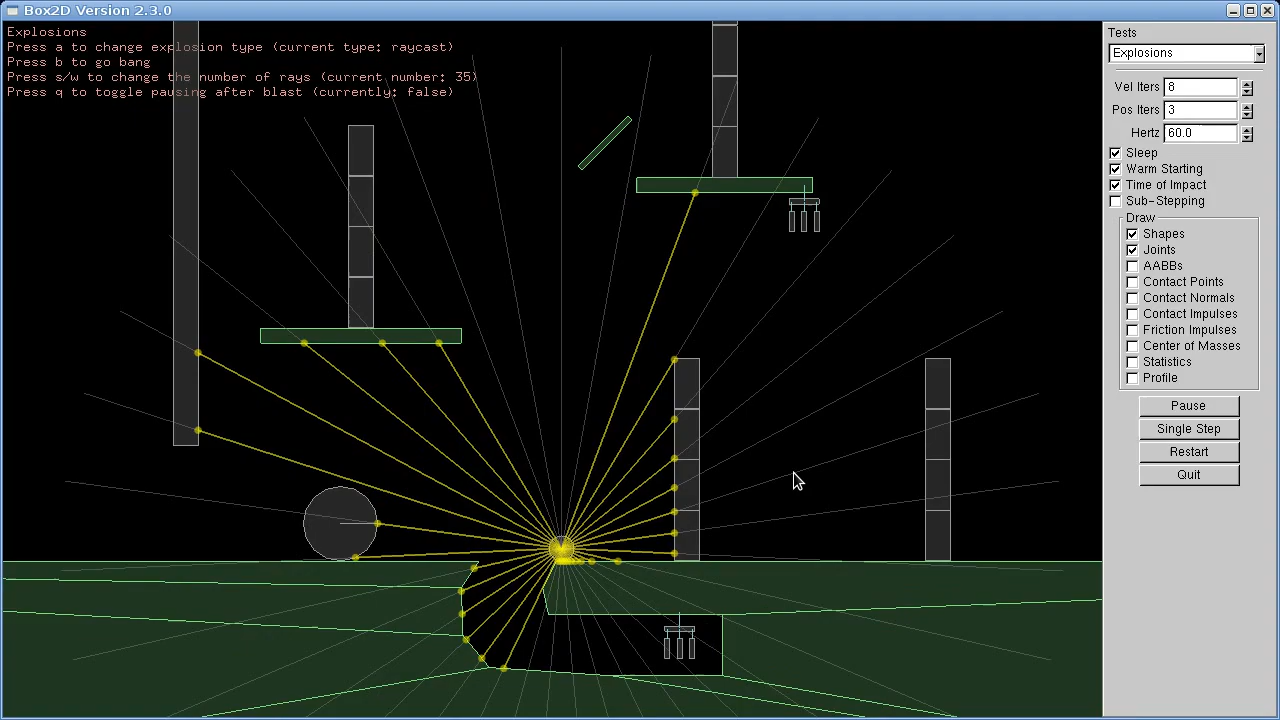 Box2D Version 2.3.0
Explosions
Press a to change explosion type (current type: raycast)
Press b to go bang
Press s/w to change the number of rays (current number: 35)
Press q to toggle pausing after blast (currently: false)
Tests
Explosions
Vel Iters 8
Pos Iters 3
Hertz 60.0
Sleep
Warm Starting
Time of Impact
Sub-Stepping
Draw
Shapes
Joints
AABBs
Contact Points
Contact Normals
Contact Impulses
Friction Impulses
Center of Masses
Statistics
Profile
Pause
Single Step
Restart
Quit